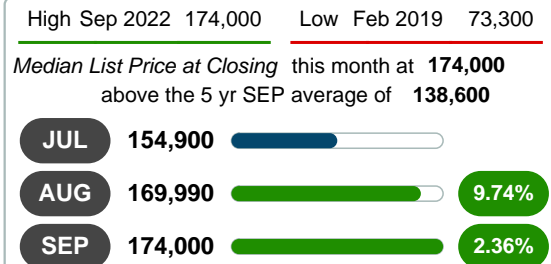 High Sep 2022 174,000 Low Feb 2019 73,300
Median List Price at Closing this month at 174,000
above the 5 yr SEP average of 138,600
JUL 154,900
AUG 169,990 9.74%
SEP 174,000 2.36%